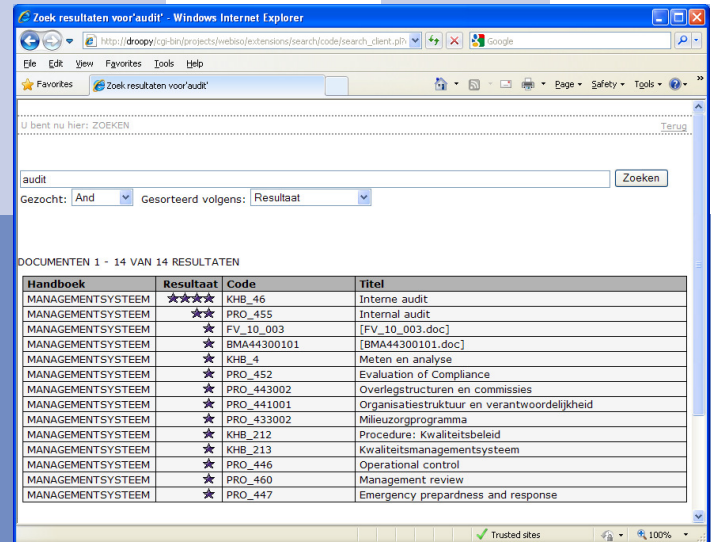 Zoek resultaten voor'audit' - Windows Internet Explorer
http://droopy/cgi-bin/projects/webiso/extensions/search/code/search_client.pl?
Google
File Edit View Favorites Tools Help
Favorites Zoek resultaten voor'audit' Page Safety Tools »
U bent nu hier: ZOEKEN Terug
audit Zoeken
Gezocht: And Gesorteerd volgens: Resultaat
DOCUMENTEN 1 - 14 VAN 14 RESULTATEN
Handboek Resultaat Code Titel
MANAGEMENTSYSTEEM ★★★★ KHB_46 Interne audit
MANAGEMENTSYSTEEM ★★ PRO_455 Internal audit
MANAGEMENTSYSTEEM ★ FV_10_003 [FV_10_003.doc]
MANAGEMENTSYSTEEM ★ BMA44300101 [BMA44300101.doc]
MANAGEMENTSYSTEEM ★ KHB_4 Meten en analyse
MANAGEMENTSYSTEEM ★ PRO_452 Evaluation of Compliance
MANAGEMENTSYSTEEM ★ PRO_443002 Overlegstructuren en commissies
MANAGEMENTSYSTEEM ★ PRO_441001 Organisatiestruktuur en verantwoordelijkheid
MANAGEMENTSYSTEEM ★ PRO_433002 Milieuzorgprogramma
MANAGEMENTSYSTEEM ★ KHB_212 Procedure: Kwaliteitsbeleid
MANAGEMENTSYSTEEM ★ KHB_213 Kwaliteitsmanagementsysteem
MANAGEMENTSYSTEEM ★ PRO_446 Operational control
MANAGEMENTSYSTEEM ★ PRO_460 Management review
MANAGEMENTSYSTEEM ★ PRO_447 Emergency prepardness and response
Trusted sites 100%